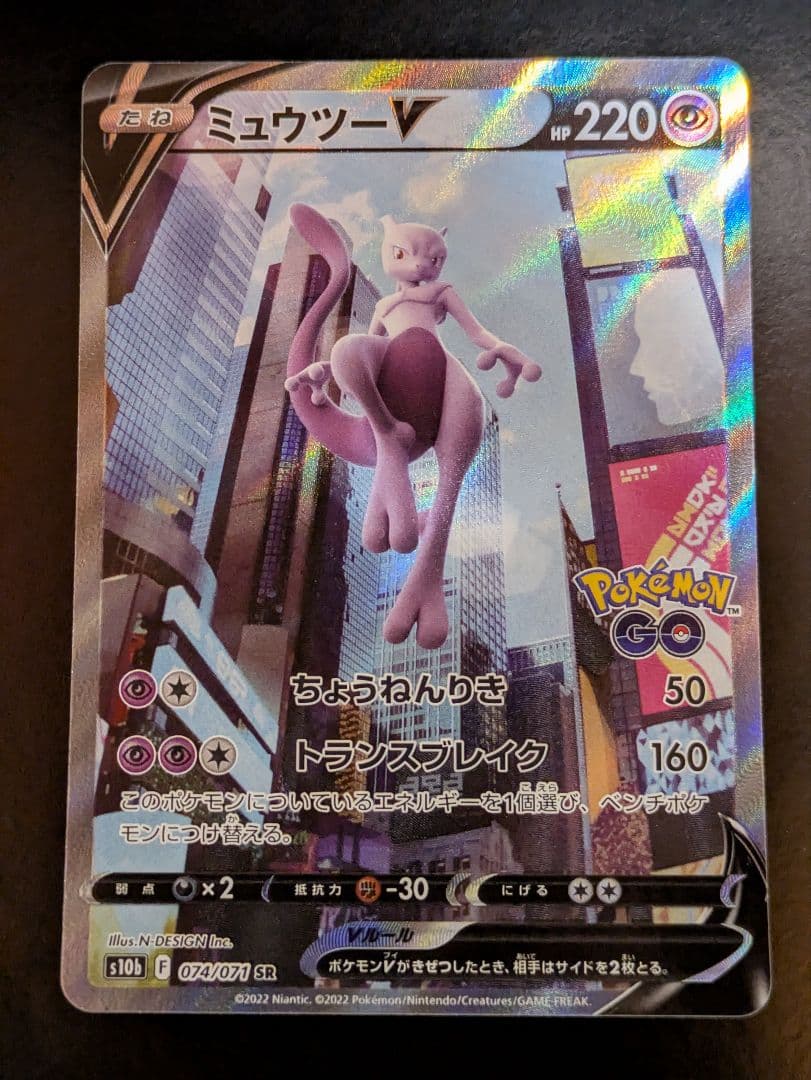 たね ミュウツーV HP 220
Pokémon
GO
ちょうねんりき 50
トランスブレイク 160
このポケモンについているエネルギーを1個選び、ベンチポケ
モンにつけ替える。
弱点 ×2 抵抗力 -30 にげる
Illus. N-DESIGN Inc.
Vルール
ポケモンVがきぜつしたとき、相手はサイドを2枚とる。
s10b F 074/071 SR
©2022 Niantic. ©2022 Pokémon/Nintendo/Creatures/GAME FREAK.